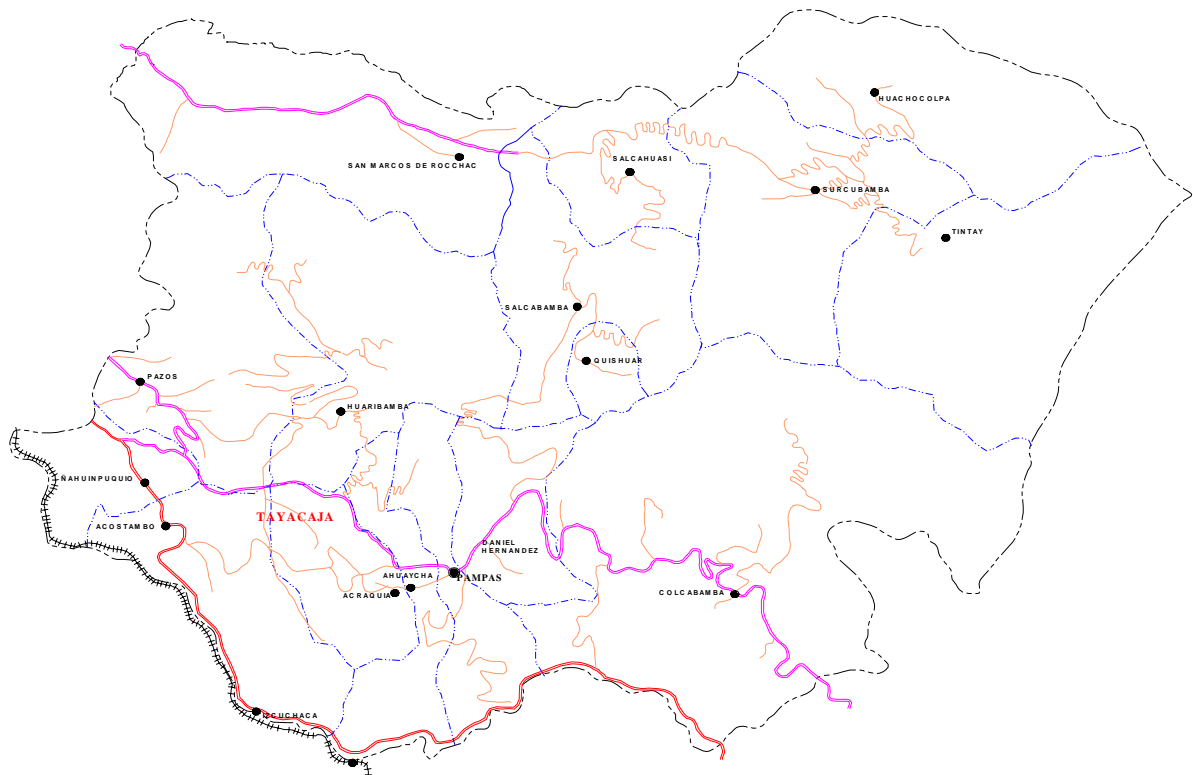 HUACHOCOLPA
SAN MARCOS DE ROCCHAC
SALCAHUASI
SURCUBAMBA
TINTAY
SALCABAMBA
QUISHUAR
PAZOS
HUARIBAMBA
ÑAHUINPUQUIO
TAYACAJA
ACOSTAMBO
DANIEL
HERNANDEZ
AHUAYCHA
PAMPAS
ACRAQUIA
COLCABAMBA
IZCUCHACA